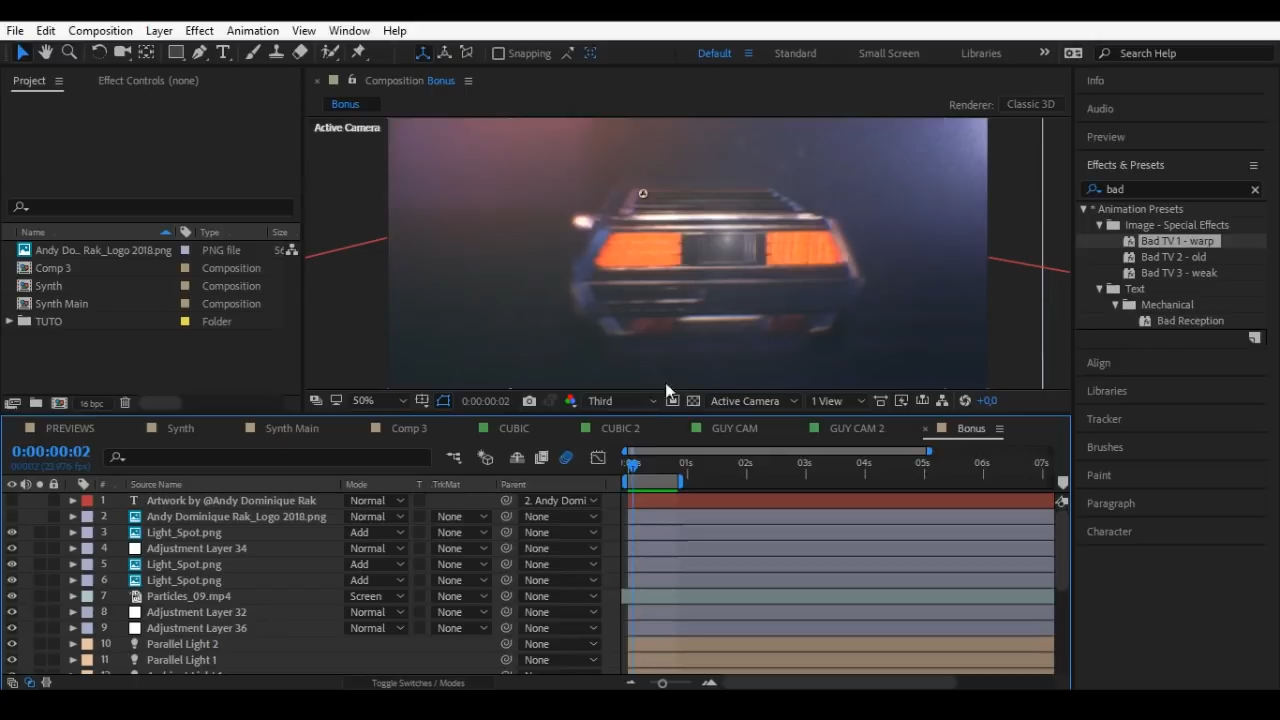 File Edit Composition Layer Effect Animation View Window Help
Snapping Default Standard Small Screen Libraries Search Help
Project Effect Controls (none) Composition Bonus Info
Bonus Renderer: Classic 3D Audio
Active Camera Preview
Effects & Presets
bad
Name Type Size
* Animation Presets
Andy Do... Rak_Logo 2018.png PNG file Image - Special Effects
Comp 3 Composition Bad TV 1 - warp
Synth Composition Bad TV 2 - old
Synth Main Composition Bad TV 3 - weak
TUTO Folder Text
Mechanical
Bad Reception
Align
Libraries
16 bpc 50% 0:00:00:02 Third Active Camera 1 View +0,0
Tracker
PREVIEWS Synth Synth Main Comp 3 CUBIC CUBIC 2 GUY CAM GUY CAM 2 Bonus
Brushes
0:00:00:02
00002 (23.976 fps)
01s 02s 03s 04s 05s 06s 07s
Paint
# Source Name Mode T .TrkMat Parent
1 T Artwork by @Andy Dominique Rak Normal 2. Andy Domi
Paragraph
2 Andy Dominique Rak_Logo 2018.png Normal None None
3 Light_Spot.png Add None None
Character
4 Adjustment Layer 34 Normal None None
5 Light_Spot.png Add None None
6 Light_Spot.png Add None None
7 Particles_09.mp4 Screen None None
8 Adjustment Layer 32 Normal None None
9 Adjustment Layer 36 Normal None None
10 Parallel Light 2 None
11 Parallel Light 1 None
Toggle Switches / Modes